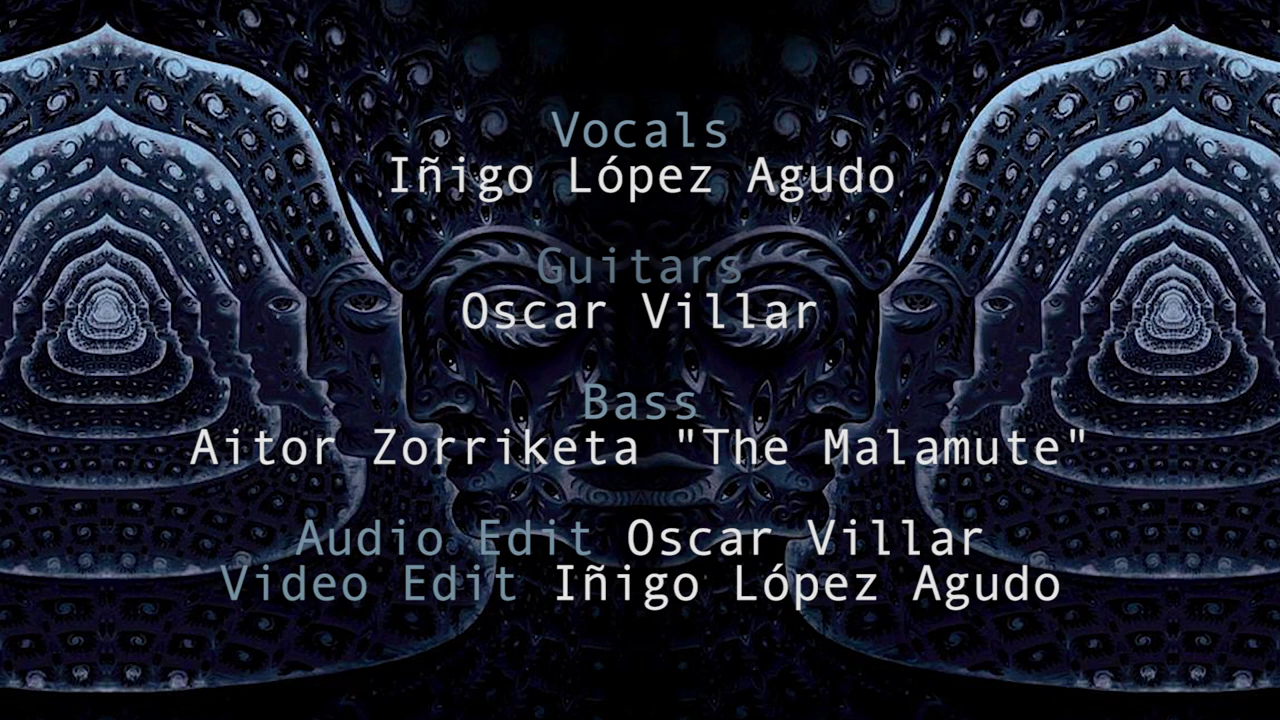 Vocals
Iñigo López Agudo
Guitars
Oscar Villar
Bass
Aitor Zorriketa "The Malamute"
Audio Edit Oscar Villar
Video Edit Iñigo López Agudo